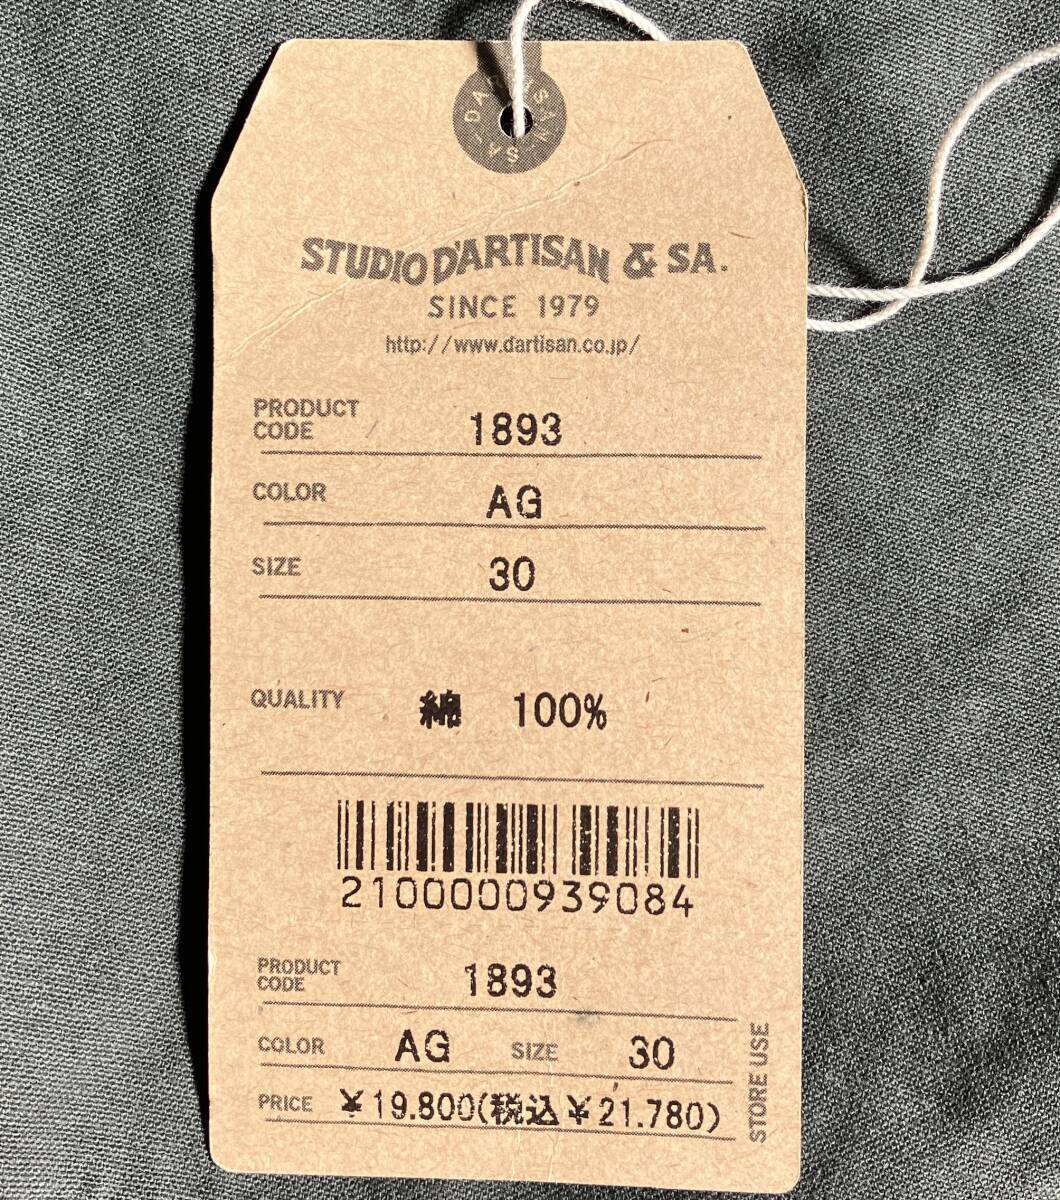 STUDIO D'ARTISAN & SA.
SINCE 1979
http://www.dartisan.co.jp/
PRODUCT CODE 1893
COLOR AG
SIZE 30
QUALITY 綿 100%
2100000939084
PRODUCT CODE 1893
COLOR AG SIZE 30
PRICE ¥19.800(税込¥21.780)
STORE USE